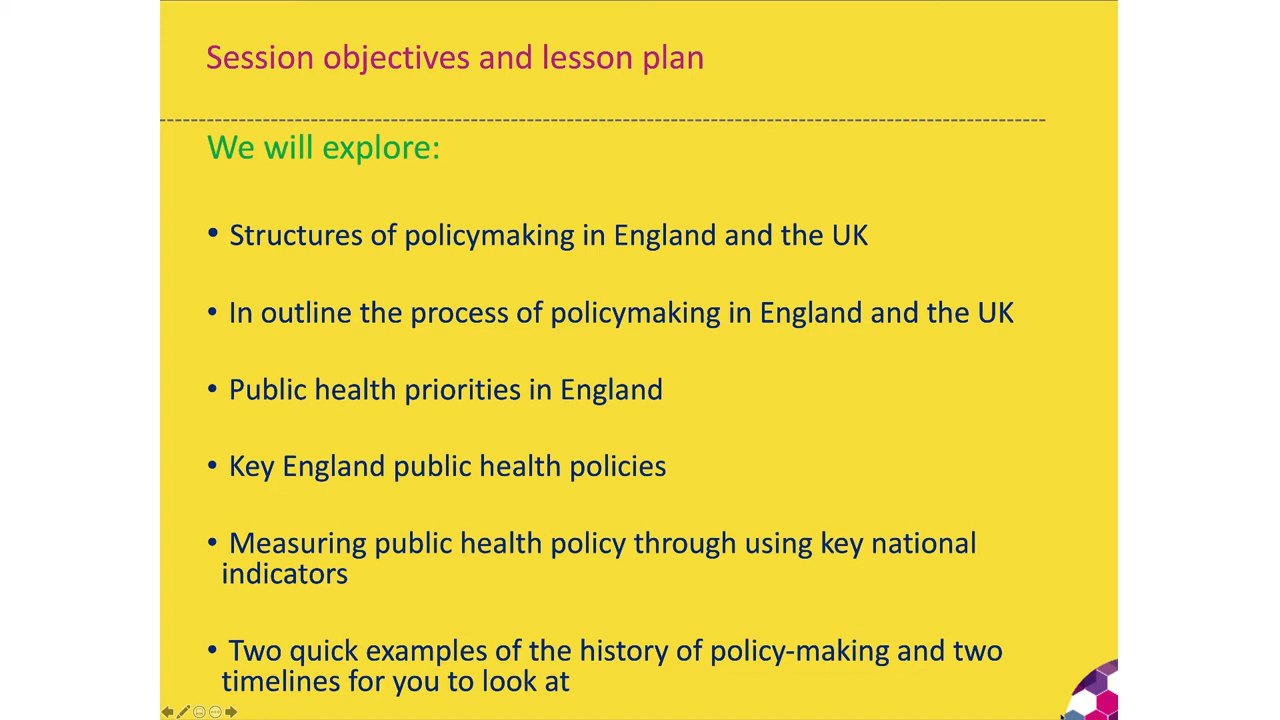 Session objectives and lesson plan
We will explore:
• Structures of policymaking in England and the UK
• In outline the process of policymaking in England and the UK
• Public health priorities in England
• Key England public health policies
• Measuring public health policy through using key national
indicators
• Two quick examples of the history of policy-making and two
timelines for you to look at